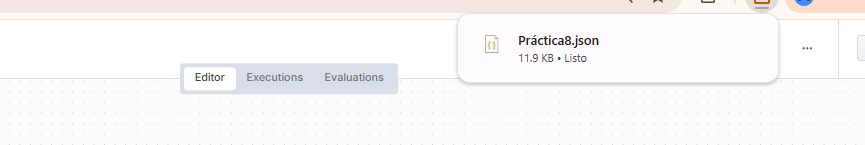 Práctica8.json
11.9 KB • Listo
...
Editor Executions Evaluations